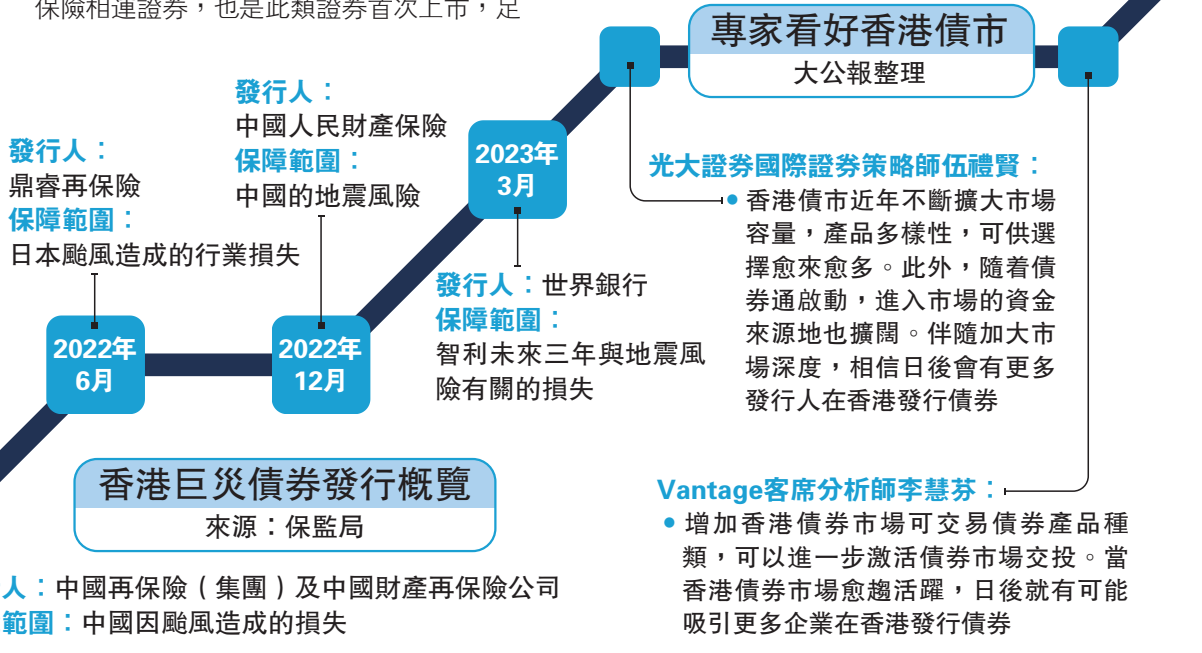 保險相連證券,也是此類證券首次上市,足
發行人:
鼎睿再保險
保障範圍:
日本颱風造成的行業損失
2022年
6月
發行人:
中國人民財產保險
保障範圍:
中國的地震風險
2022年
12月
2023年
3月
發行人:世界銀行
保障範圍:
智利未來三年與地震風
險有關的損失
香港巨災債券發行概覽
來源:保監局
人:中國再保險(集團)及中國財產再保險公司
範圍:中國因颱風造成的損失
專家看好香港債市
大公報整理
光大證券國際證券策略師伍禮賢:
• 香港債市近年不斷擴大市場
容量,產品多樣性,可供選
擇愈來愈多。此外,隨着債
券通啟動,進入市場的資金
來源地也擴闊。伴隨加大市
場深度,相信日後會有更多
發行人在香港發行債券
Vantage客席分析師李慧芬:
• 增加香港債券市場可交易債券產品種
類,可以進一步激活債券市場交投。當
香港債券市場愈趨活躍,日後就有可能
吸引更多企業在香港發行債券